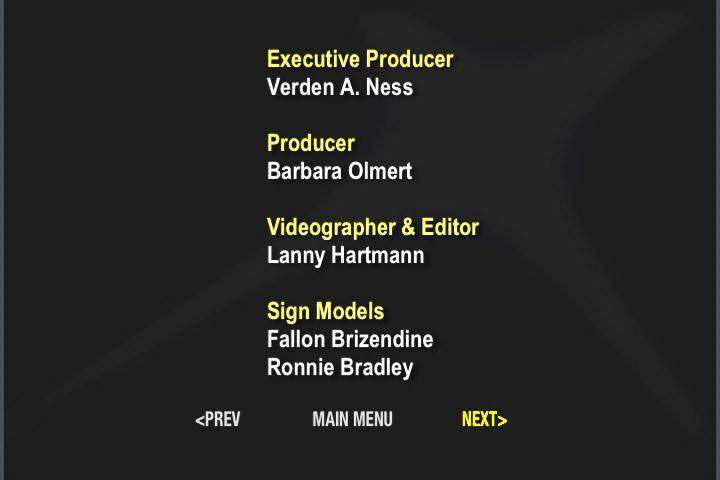 Executive Producer
Verden A. Ness
Producer
Barbara Olmert
Videographer & Editor
Lanny Hartmann
Sign Models
Fallon Brizendine
Ronnie Bradley
<PREV MAIN MENU NEXT>